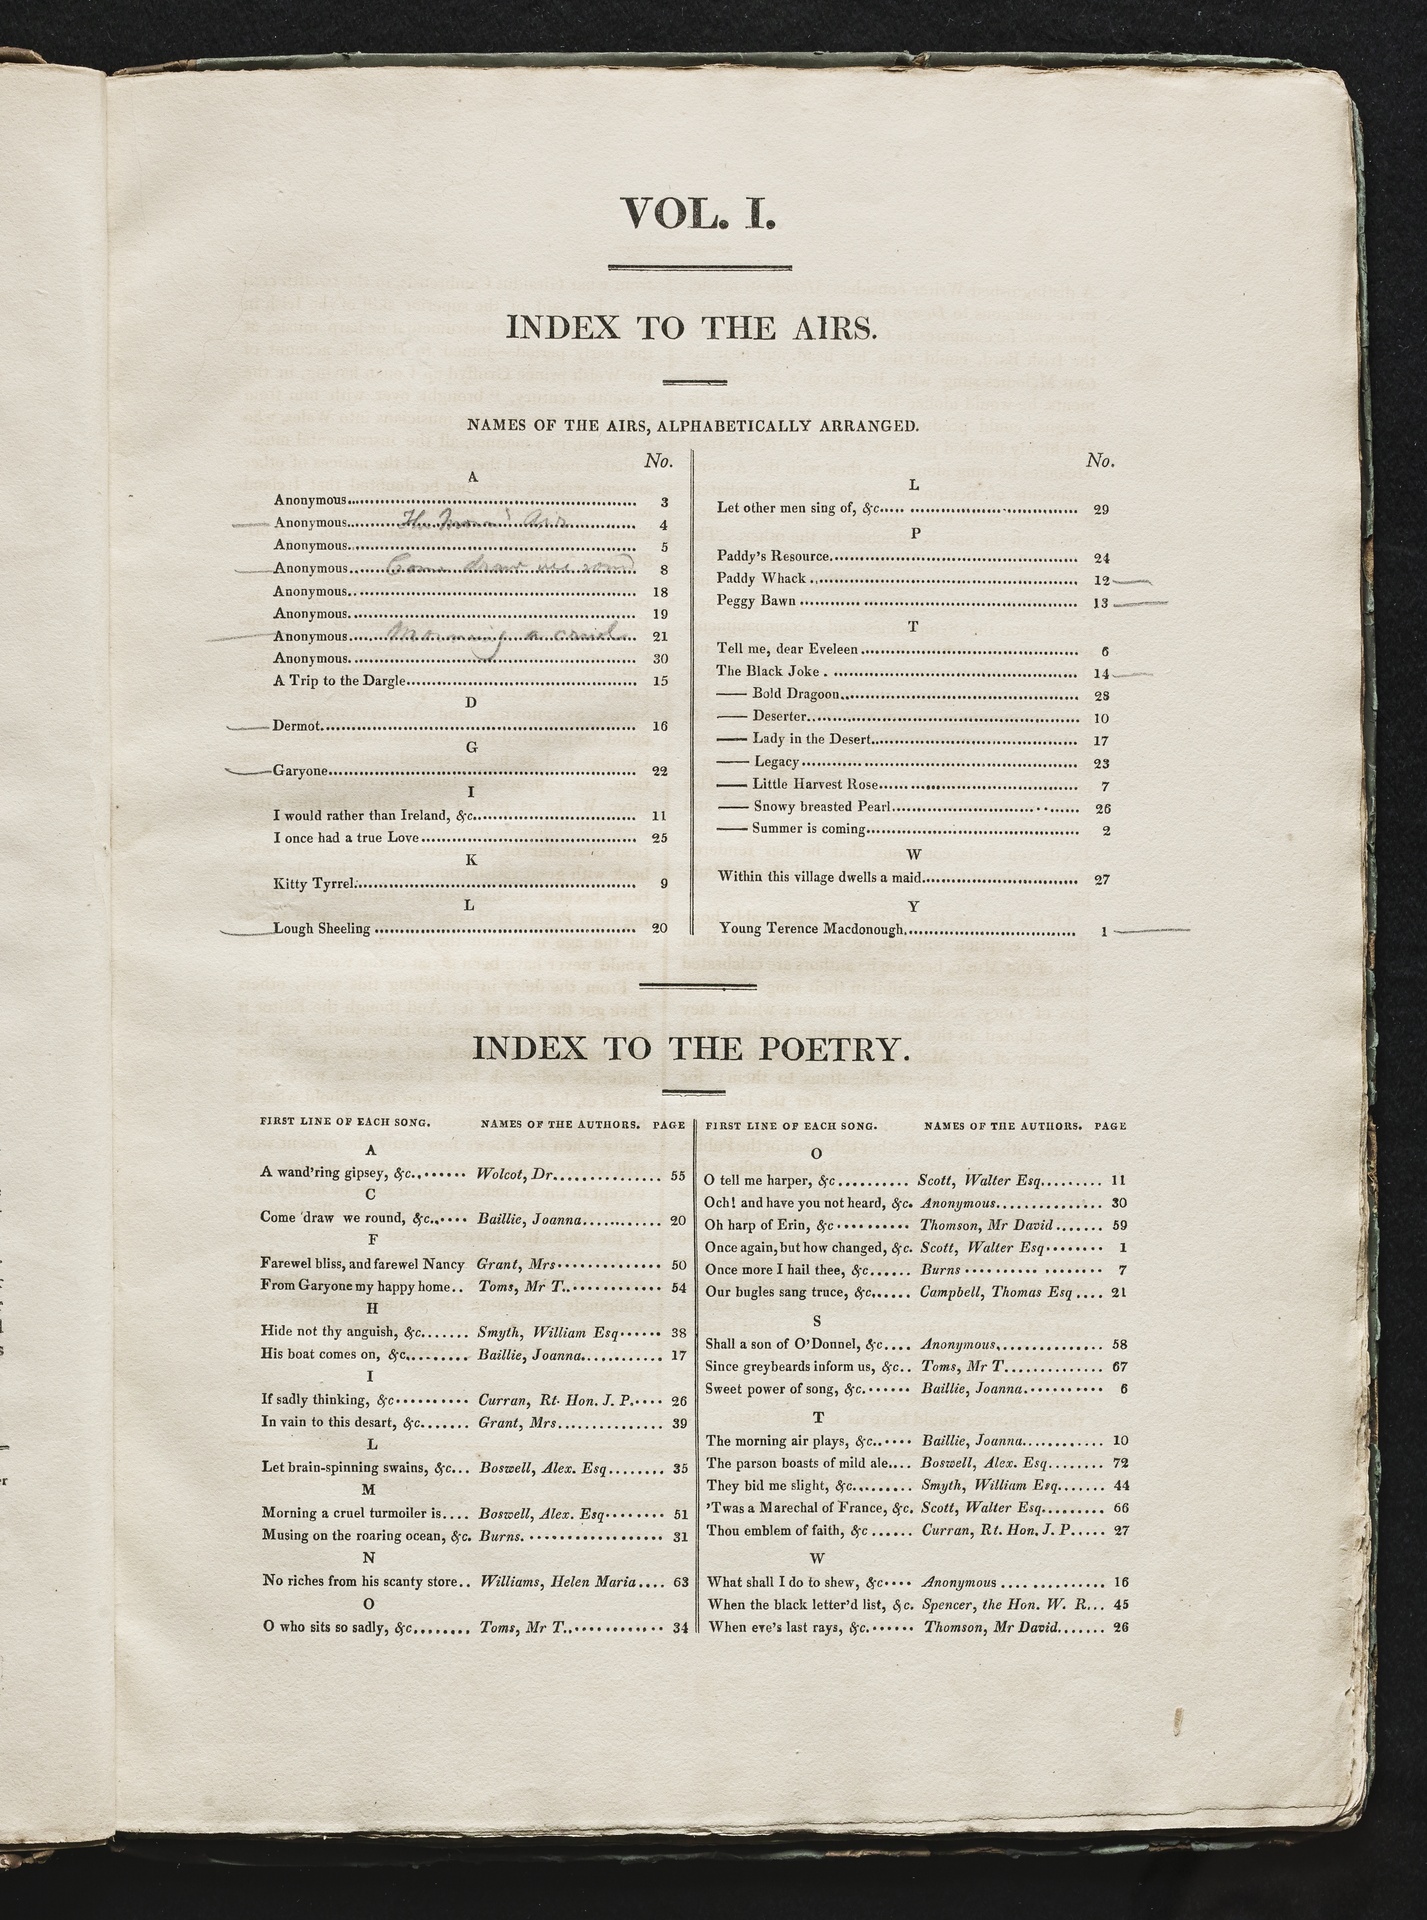 VOL. I.
INDEX TO THE AIRS.
NAMES OF THE AIRS, ALPHABETICALLY ARRANGED.
No.
A
Anonymous 3
Anonymous 4
Anonymous 5
Anonymous Come draw we round 8
Anonymous 18
Anonymous 19
Anonymous Morning a cruel 21
Anonymous 30
A Trip to the Dargle 15
D
Dermot 16
G
Garyone 22
I
I would rather than Ireland, &c. 11
I once had a true Love 25
K
Kitty Tyrrel 9
L
Lough Sheeling 20
No.
L
Let other men sing of, &c. 29
P
Paddy's Resource 24
Paddy Whack 12
Peggy Bawn 13
T
Tell me, dear Eveleen 6
The Black Joke 14
—— Bold Dragoon 28
—— Deserter 10
—— Lady in the Desert 17
—— Legacy 23
—— Little Harvest Rose 7
—— Snowy breasted Pearl 26
—— Summer is coming 2
W
Within this village dwells a maid 27
Y
Young Terence Macdonough 1
INDEX TO THE POETRY.
FIRST LINE OF EACH SONG. NAMES OF THE AUTHORS. PAGE
A
A wand'ring gipsey, &c. Wolcot, Dr. 55
C
Come draw we round, &c. Baillie, Joanna 20
F
Farewel bliss, and farewel Nancy Grant, Mrs 50
From Garyone my happy home Toms, Mr T. 54
H
Hide not thy anguish, &c. Smyth, William Esq 38
His boat comes on, &c. Baillie, Joanna 17
I
If sadly thinking, &c Curran, Rt. Hon. J. P. 26
In vain to this desart, &c. Grant, Mrs 39
L
Let brain-spinning swains, &c. Boswell, Alex. Esq 35
M
Morning a cruel turmoiler is Boswell, Alex. Esq 51
Musing on the roaring ocean, &c. Burns. 31
N
No riches from his scanty store Williams, Helen Maria 63
O
O who sits so sadly, &c. Toms, Mr T. 34
FIRST LINE OF EACH SONG. NAMES OF THE AUTHORS. PAGE
O
O tell me harper, &c Scott, Walter Esq 11
Och! and have you not heard, &c. Anonymous 30
Oh harp of Erin, &c Thomson, Mr David 59
Once again, but how changed, &c. Scott, Walter Esq 1
Once more I hail thee, &c. Burns 7
Our bugles sang truce, &c. Campbell, Thomas Esq 21
S
Shall a son of O'Donnel, &c. Anonymous 58
Since greybeards inform us, &c. Toms, Mr T. 67
Sweet power of song, &c. Baillie, Joanna 6
T
The morning air plays, &c. Baillie, Joanna 10
The parson boasts of mild ale Boswell, Alex. Esq 72
They bid me slight, &c. Smyth, William Esq 44
'Twas a Marechal of France, &c. Scott, Walter Esq 66
Thou emblem of faith, &c Curran, Rt. Hon. J. P. 27
W
What shall I do to shew, &c Anonymous 16
When the black letter'd list, &c. Spencer, the Hon. W. R. 45
When eve's last rays, &c. Thomson, Mr David 26